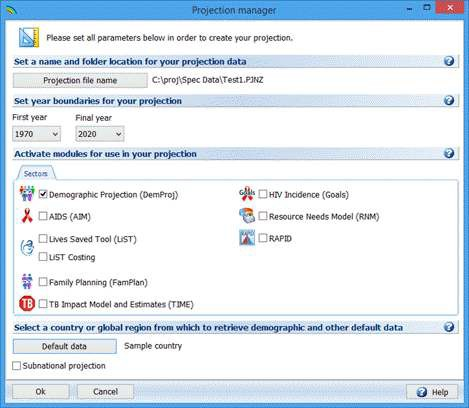 Projection manager
Please set all parameters below in order to create your projection.
Set a name and folder location for your projection data
Projection file name C:\proj\Spec Data\Test1.PJNZ
Set year boundaries for your projection
First year Final year
1970 2020
Activate modules for use in your projection
Sectors
Demographic Projection (DemProj) Goals HIV Incidence (Goals)
AIDS (AIM) Resource Needs Model (RNM)
Lives Saved Tool (LiST) RAPID RAPID
LiST Costing
Family Planning (FamPlan)
TB TB Impact Model and Estimates (TIME)
Select a country or global region from which to retrieve demographic and other default data
Default data Sample country
Subnational projection
Ok Cancel Help